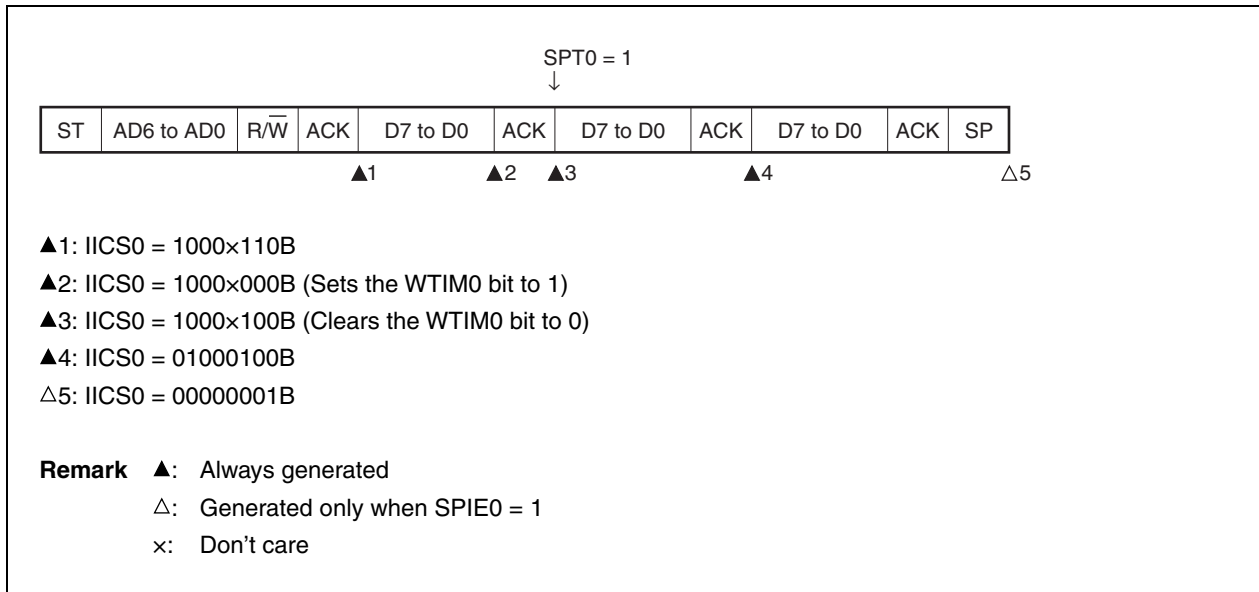 SPT0 = 1
↓
ST AD6 to AD0 R/W̅ ACK D7 to D0 ACK D7 to D0 ACK D7 to D0 ACK SP
▲1 ▲2 ▲3 ▲4 △5
▲1: IICS0 = 1000×110B
▲2: IICS0 = 1000×000B (Sets the WTIM0 bit to 1)
▲3: IICS0 = 1000×100B (Clears the WTIM0 bit to 0)
▲4: IICS0 = 01000100B
△5: IICS0 = 00000001B
Remark ▲: Always generated
△: Generated only when SPIE0 = 1
×: Don't care